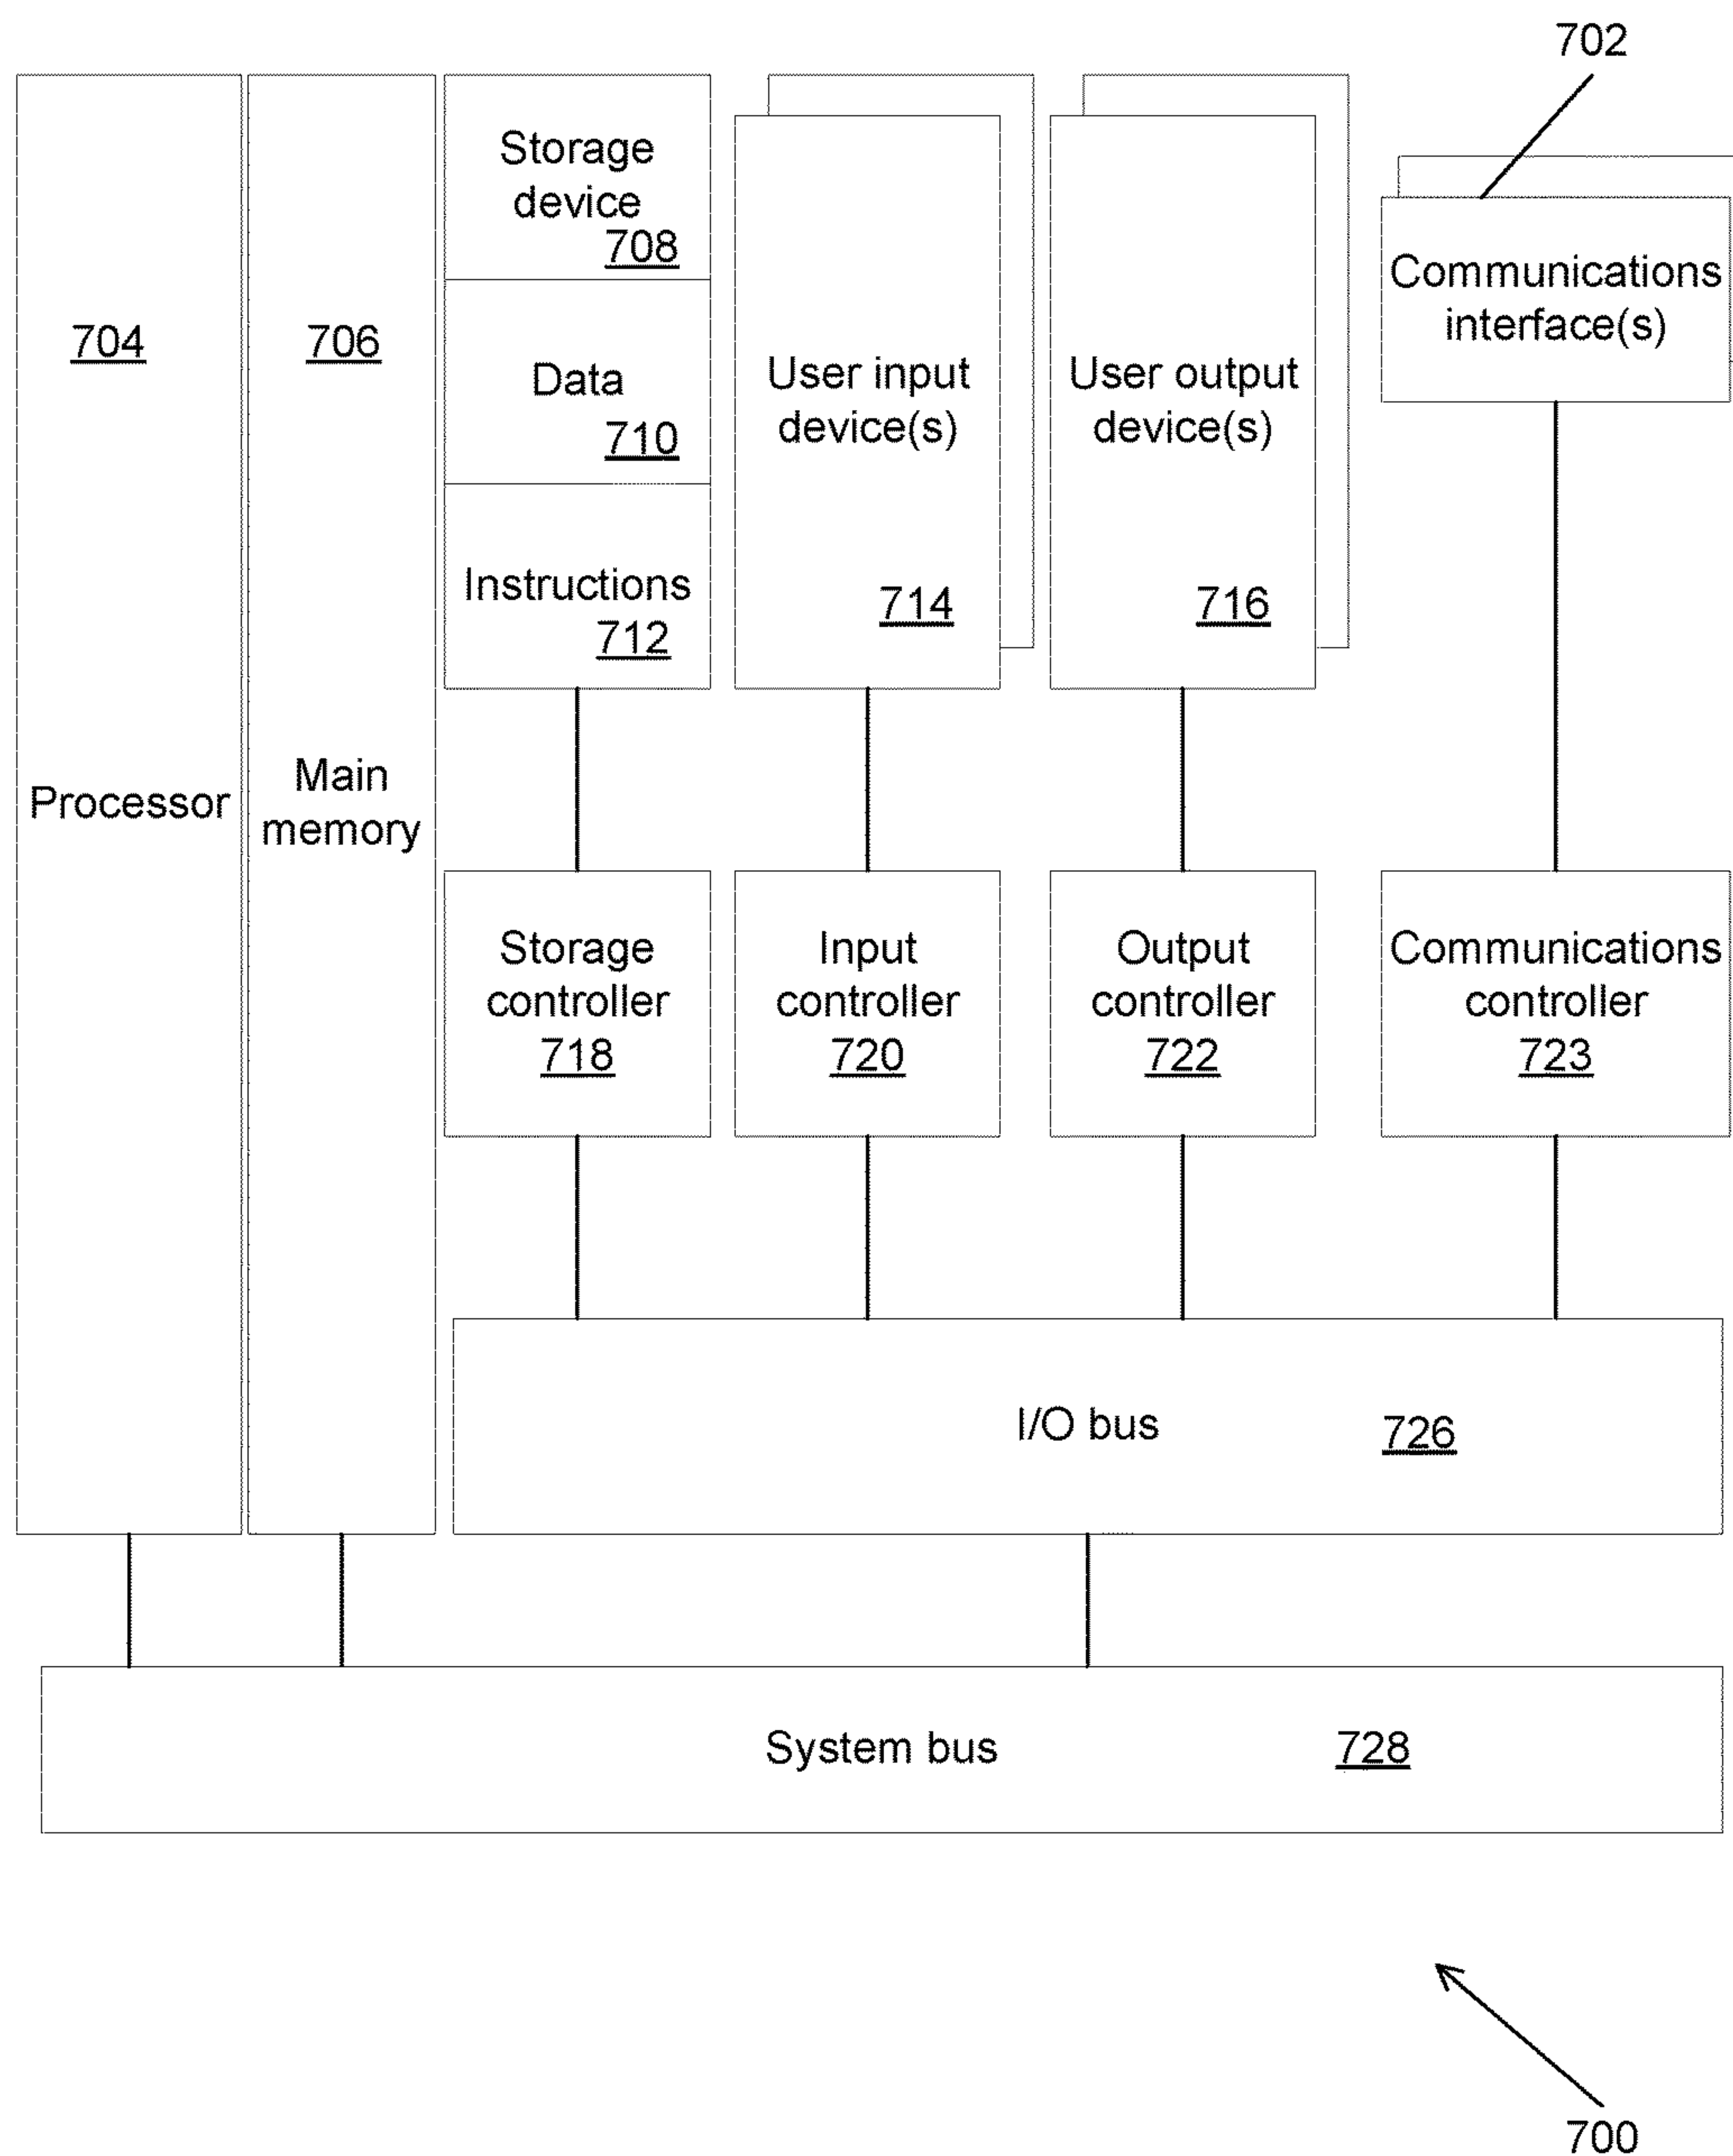 702
704
Processor
706
Main
memory
Storage
device
708
Data
710
Instructions
712
User input
device(s)
714
User output
device(s)
716
Communications
interface(s)
Storage
controller
718
Input
controller
720
Output
controller
722
Communications
controller
723
I/O bus
726
System bus
728
700